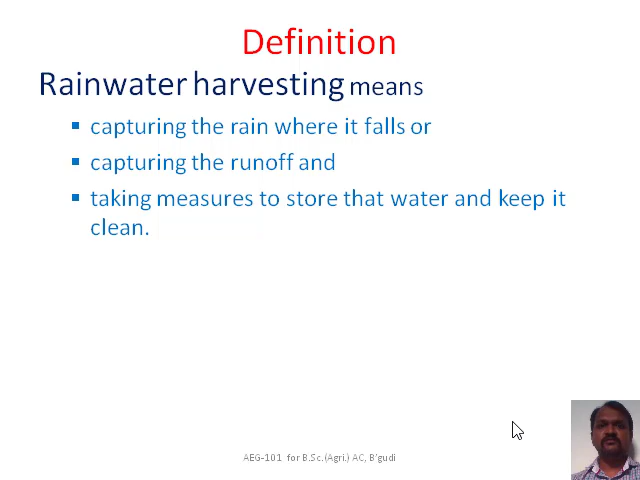 Definition
Rainwater harvesting means
▪ capturing the rain where it falls or
▪ capturing the runoff and
▪ taking measures to store that water and keep it
clean.
AEG-101 for B.Sc.(Agri.) AC, B'gudi